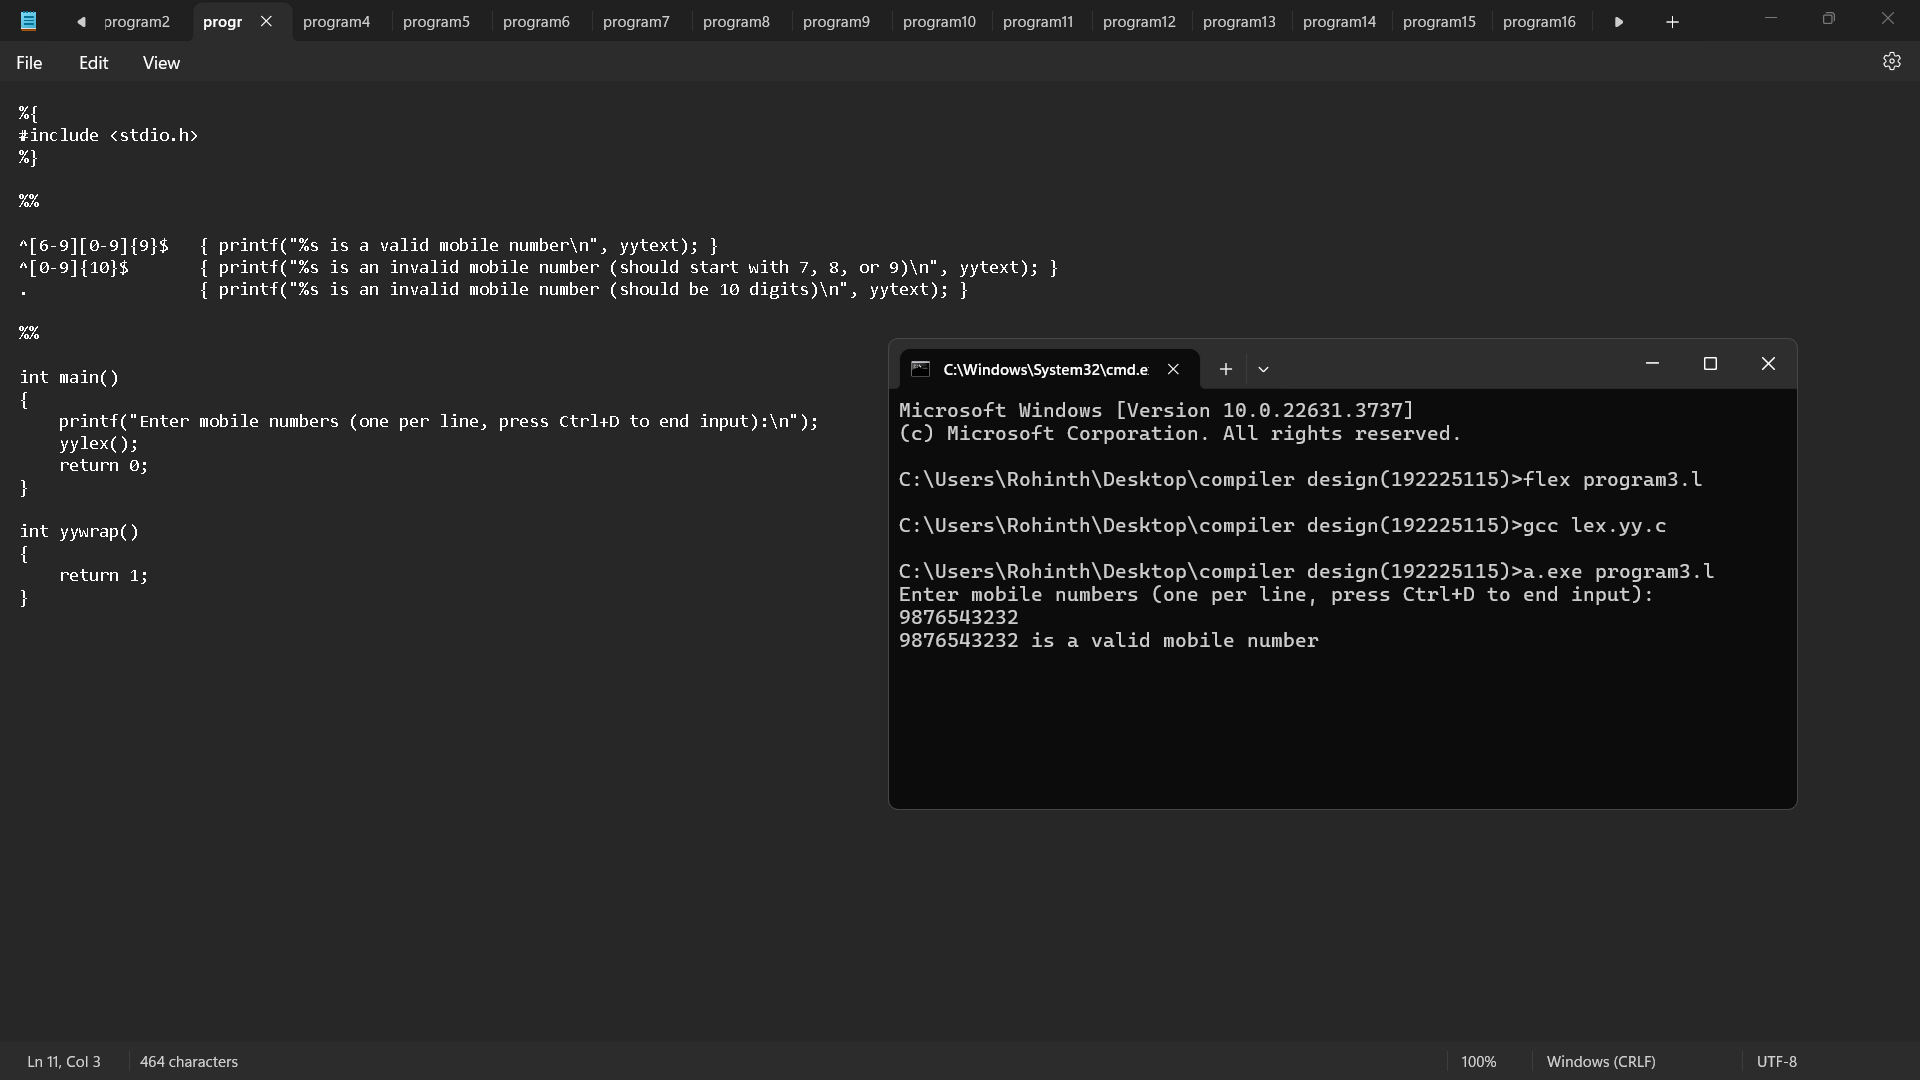 program2 progr program4 program5 program6 program7 program8 program9 program10 program11 program12 program13 program14 program15 program16
File Edit View
%{
#include <stdio.h>
%}
%%
^[6-9][0-9]{9}$ { printf("%s is a valid mobile number\n", yytext); }
^[0-9]{10}$ { printf("%s is an invalid mobile number (should start with 7, 8, or 9)\n", yytext); }
. { printf("%s is an invalid mobile number (should be 10 digits)\n", yytext); }
%%
int main()
{
printf("Enter mobile numbers (one per line, press Ctrl+D to end input):\n");
yylex();
return 0;
}
int yywrap()
{
return 1;
}
C:\Windows\System32\cmd.e
Microsoft Windows [Version 10.0.22631.3737]
(c) Microsoft Corporation. All rights reserved.
C:\Users\Rohinth\Desktop\compiler design(192225115)>flex program3.l
C:\Users\Rohinth\Desktop\compiler design(192225115)>gcc lex.yy.c
C:\Users\Rohinth\Desktop\compiler design(192225115)>a.exe program3.l
Enter mobile numbers (one per line, press Ctrl+D to end input):
9876543232
9876543232 is a valid mobile number
Ln 11, Col 3 464 characters 100% Windows (CRLF) UTF-8